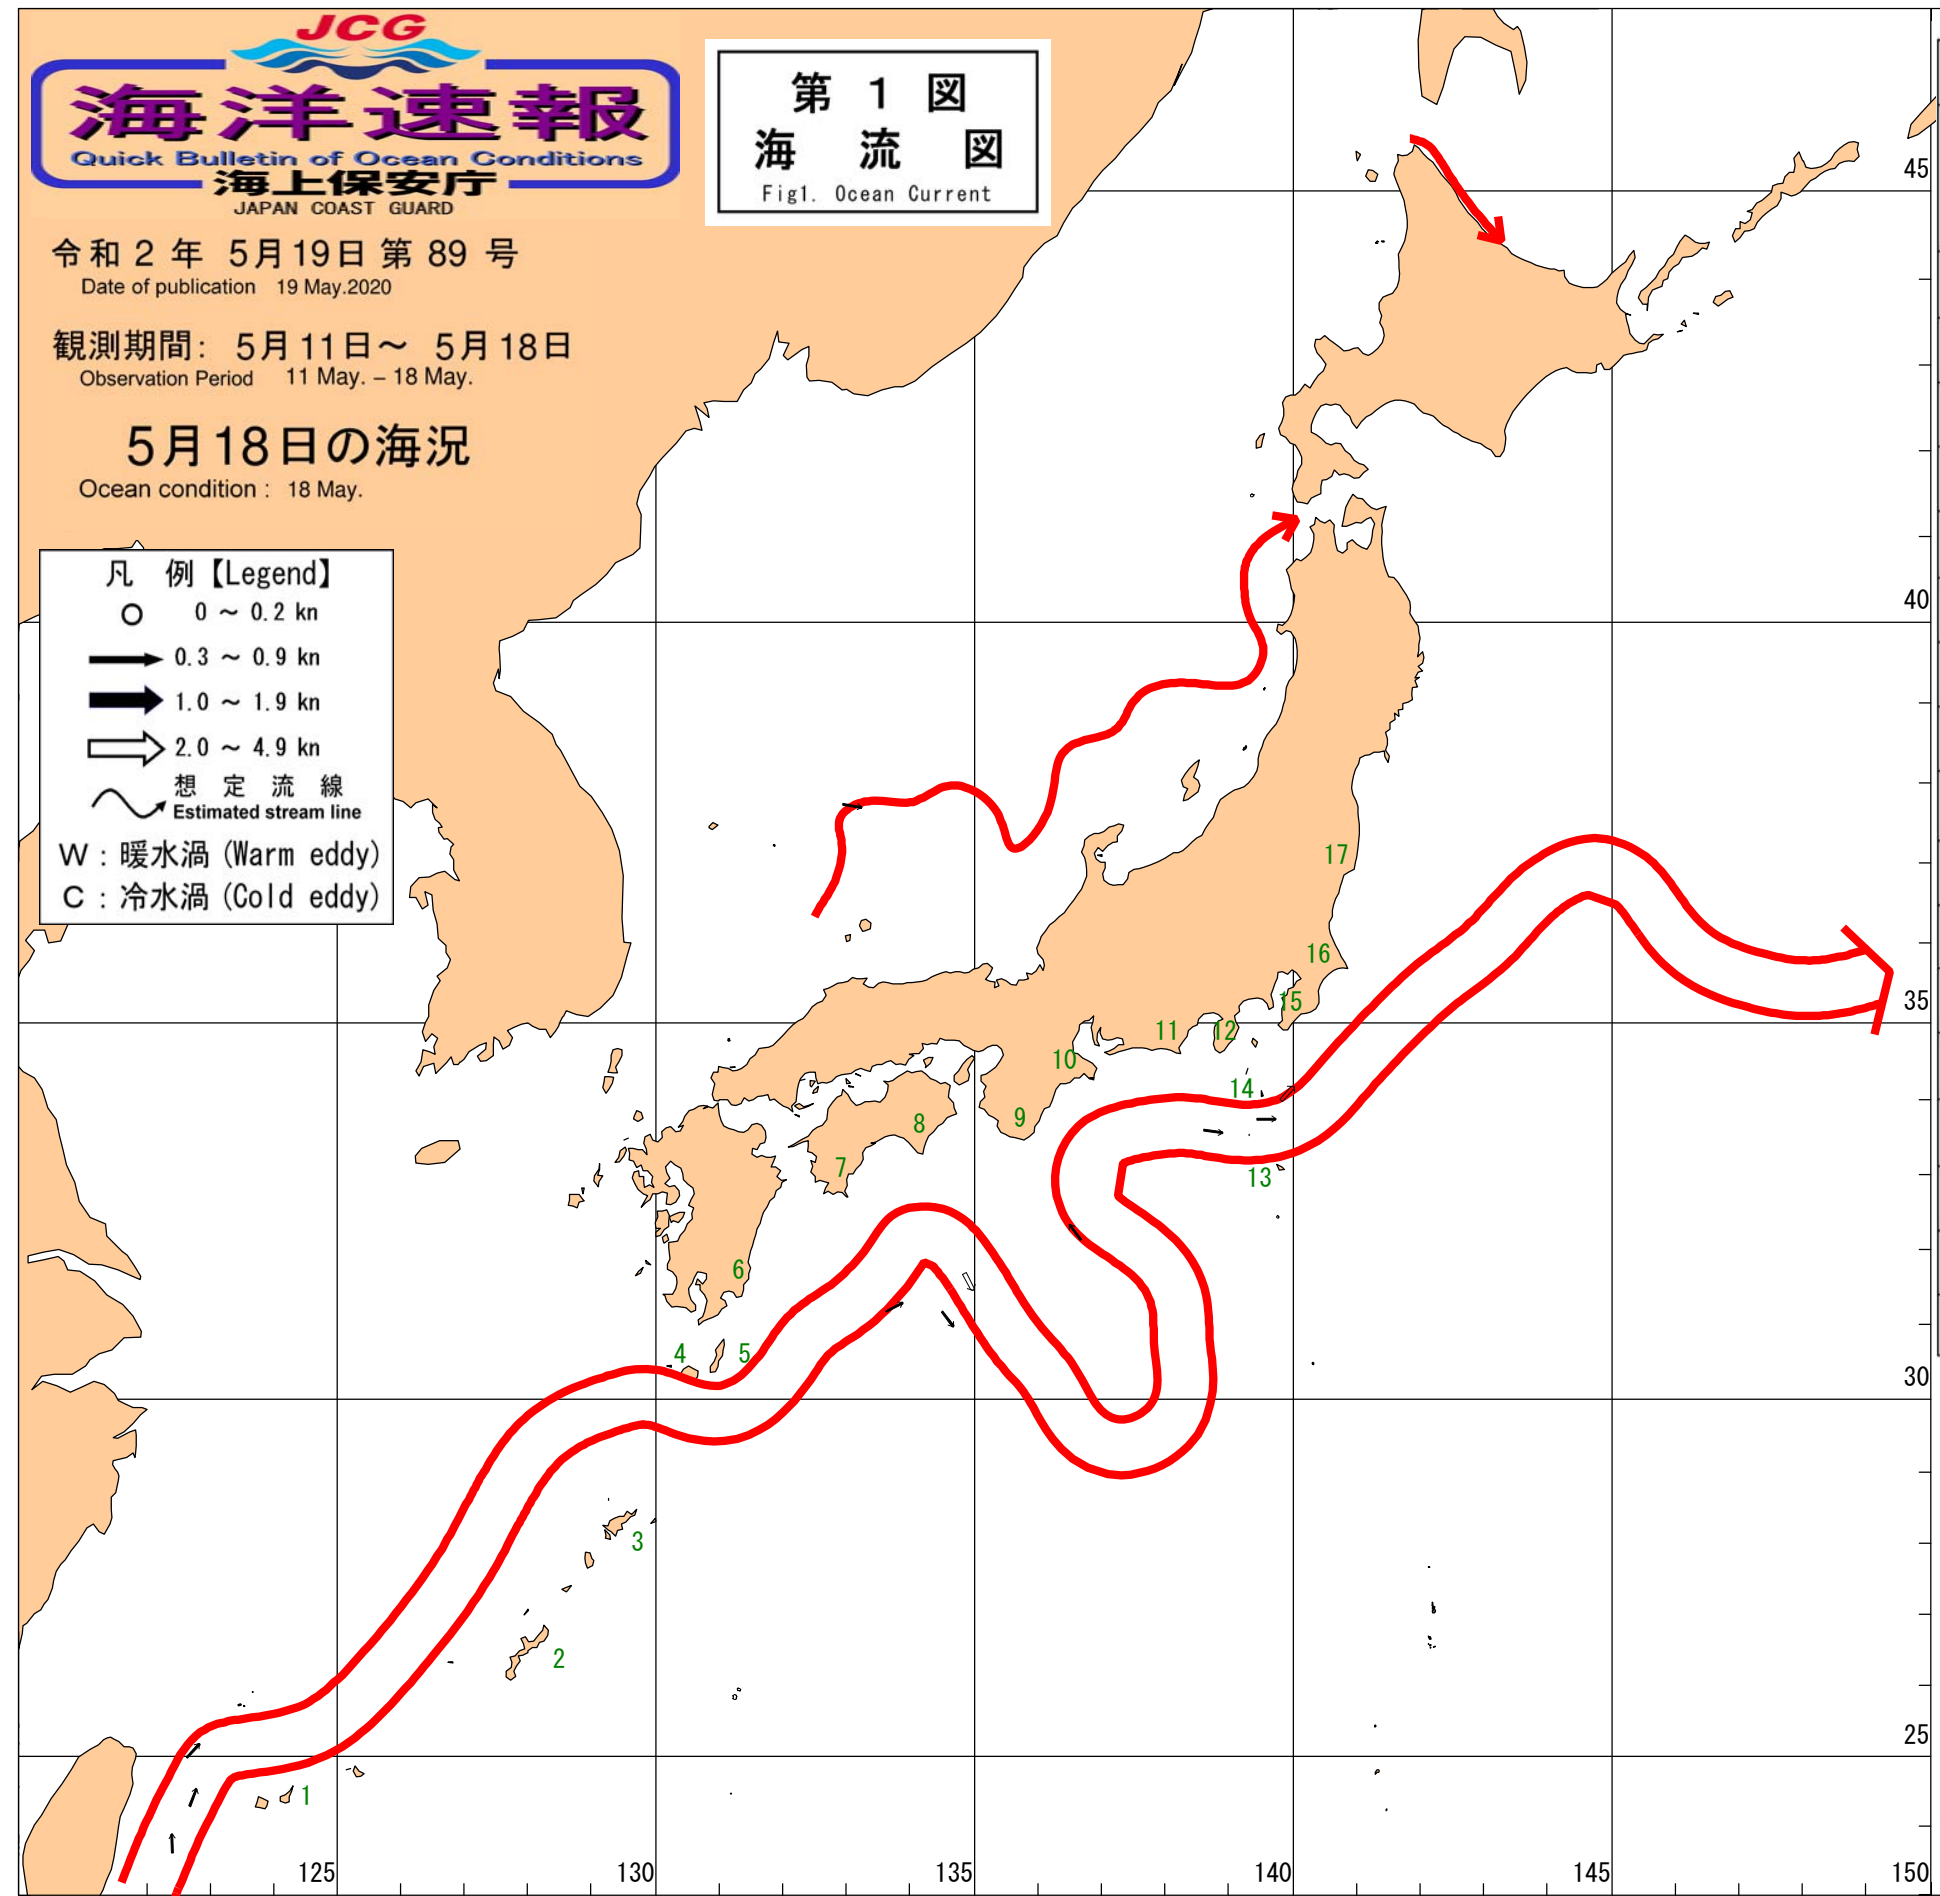 JCG
海洋速報
Quick Bulletin of Ocean Conditions
海上保安庁
JAPAN COAST GUARD
第 1 図
海 流 図
Fig1. Ocean Current
令和 2 年 5月19日 第 89 号
Date of publication 19 May.2020
観測期間: 5月11日～ 5月18日
Observation Period 11 May. – 18 May.
5月18日の海況
Ocean condition : 18 May.
凡 例【Legend】
0 ～ 0.2 kn
0.3 ～ 0.9 kn
1.0 ～ 1.9 kn
2.0 ～ 4.9 kn
想 定 流 線
Estimated stream line
W : 暖水渦 (Warm eddy)
C : 冷水渦 (Cold eddy)
45
40
35
30
25
17
16
15
12
11
10
14
9
8
7
13
6
5
4
3
2
1
125
130
135
140
145
150